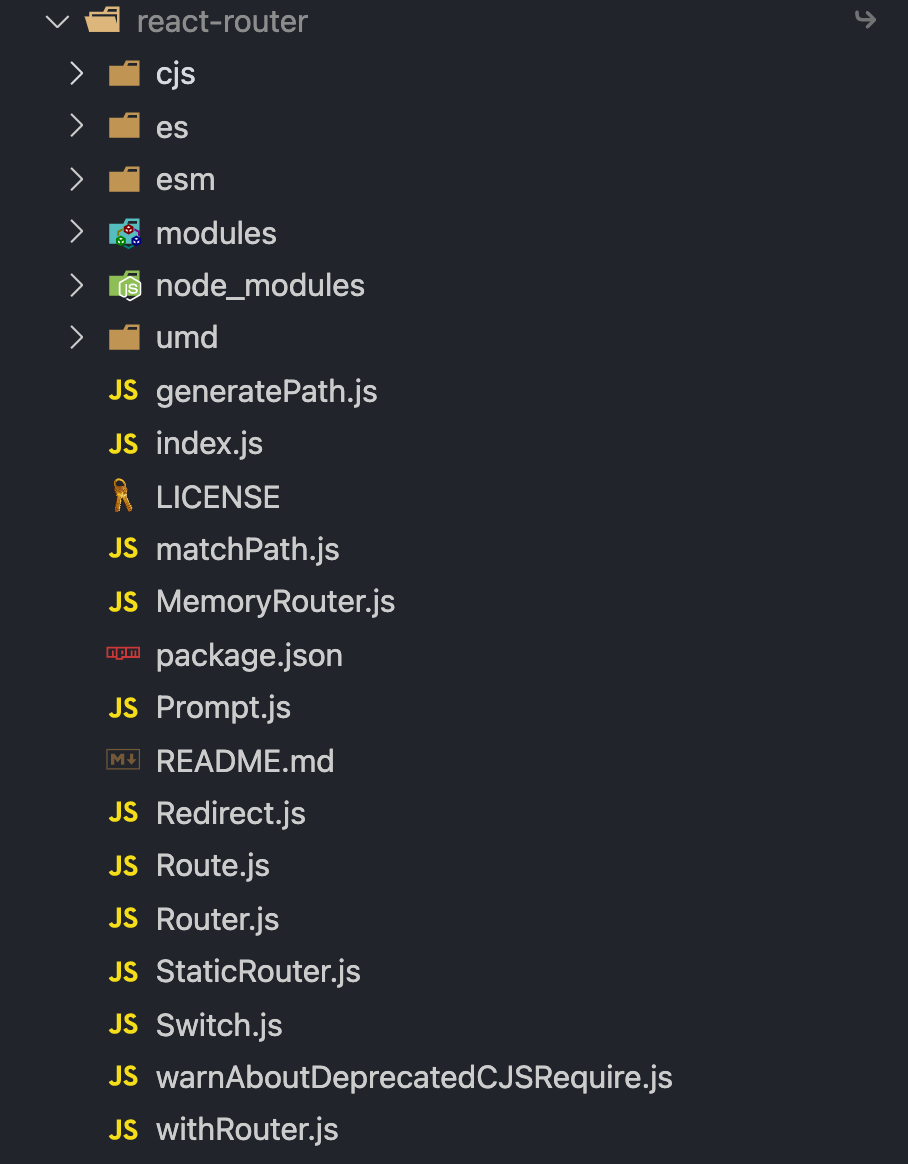 react-router
cjs
es
esm
modules
JS node_modules
umd
JS generatePath.js
JS index.js
LICENSE
JS matchPath.js
JS MemoryRouter.js
npm package.json
JS Prompt.js
M README.md
JS Redirect.js
JS Route.js
JS Router.js
JS StaticRouter.js
JS Switch.js
JS warnAboutDeprecatedCJSRequire.js
JS withRouter.js